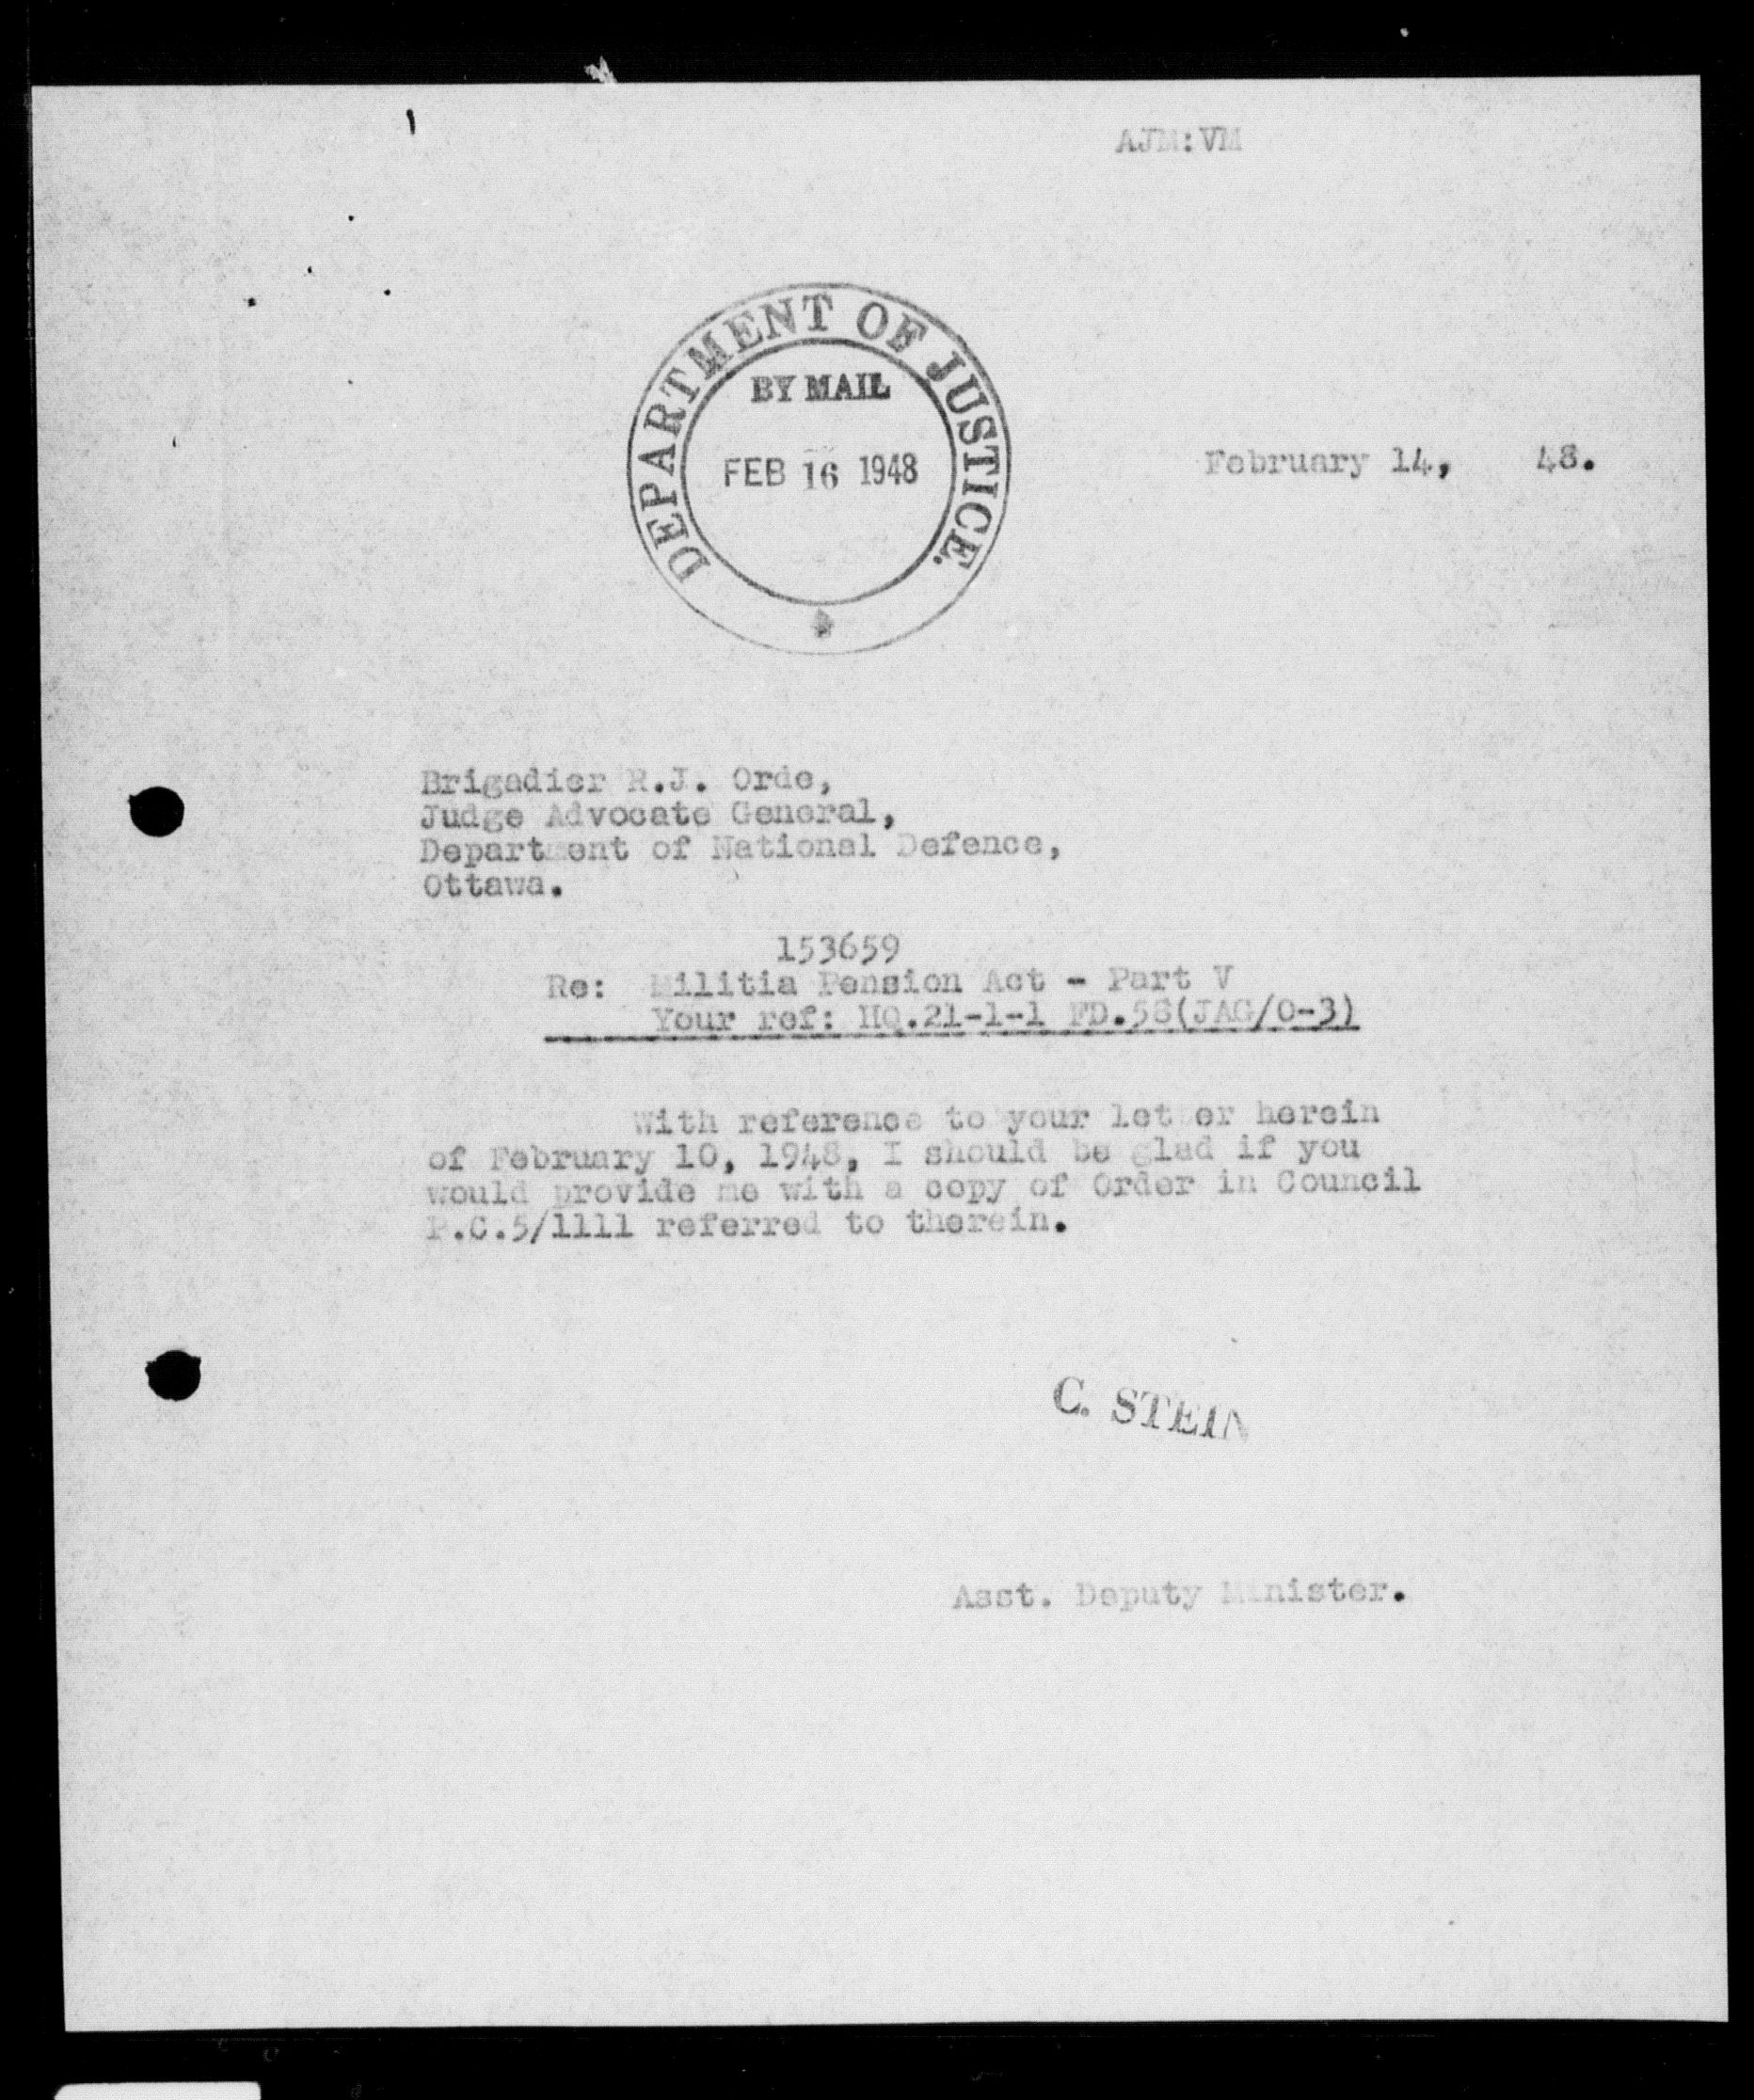 AJM:VM
DEPARTMENT OF JUSTICE.
BY MAIL
FEB 16 1948
February 14, 48.
Brigadier R.J. Orde,
Judge Advocate General,
Department of National Defence,
Ottawa.
153659
Re: Militia Pension Act - Part V
Your ref: HQ.21-1-1 FD.58(JAG/O-3)
With reference to your letter herein
of February 10, 1948, I should be glad if you
would provide me with a copy of Order in Council
P.C.5/1111 referred to therein.
C. STEIN
Asst. Deputy Minister.